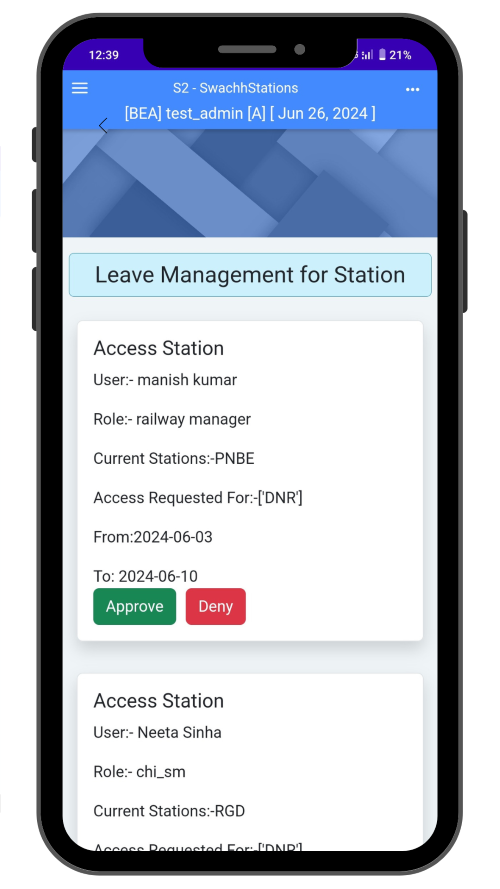 12:39
21%
S2 - SwachhStations
[BEA] test_admin [A] [ Jun 26, 2024 ]
Leave Management for Station
Access Station
User:- manish kumar
Role:- railway manager
Current Stations:-PNBE
Access Requested For:-['DNR']
From:2024-06-03
To: 2024-06-10
Approve Deny
Access Station
User:- Neeta Sinha
Role:- chi_sm
Current Stations:-RGD
Access Requested For:-['DNR']